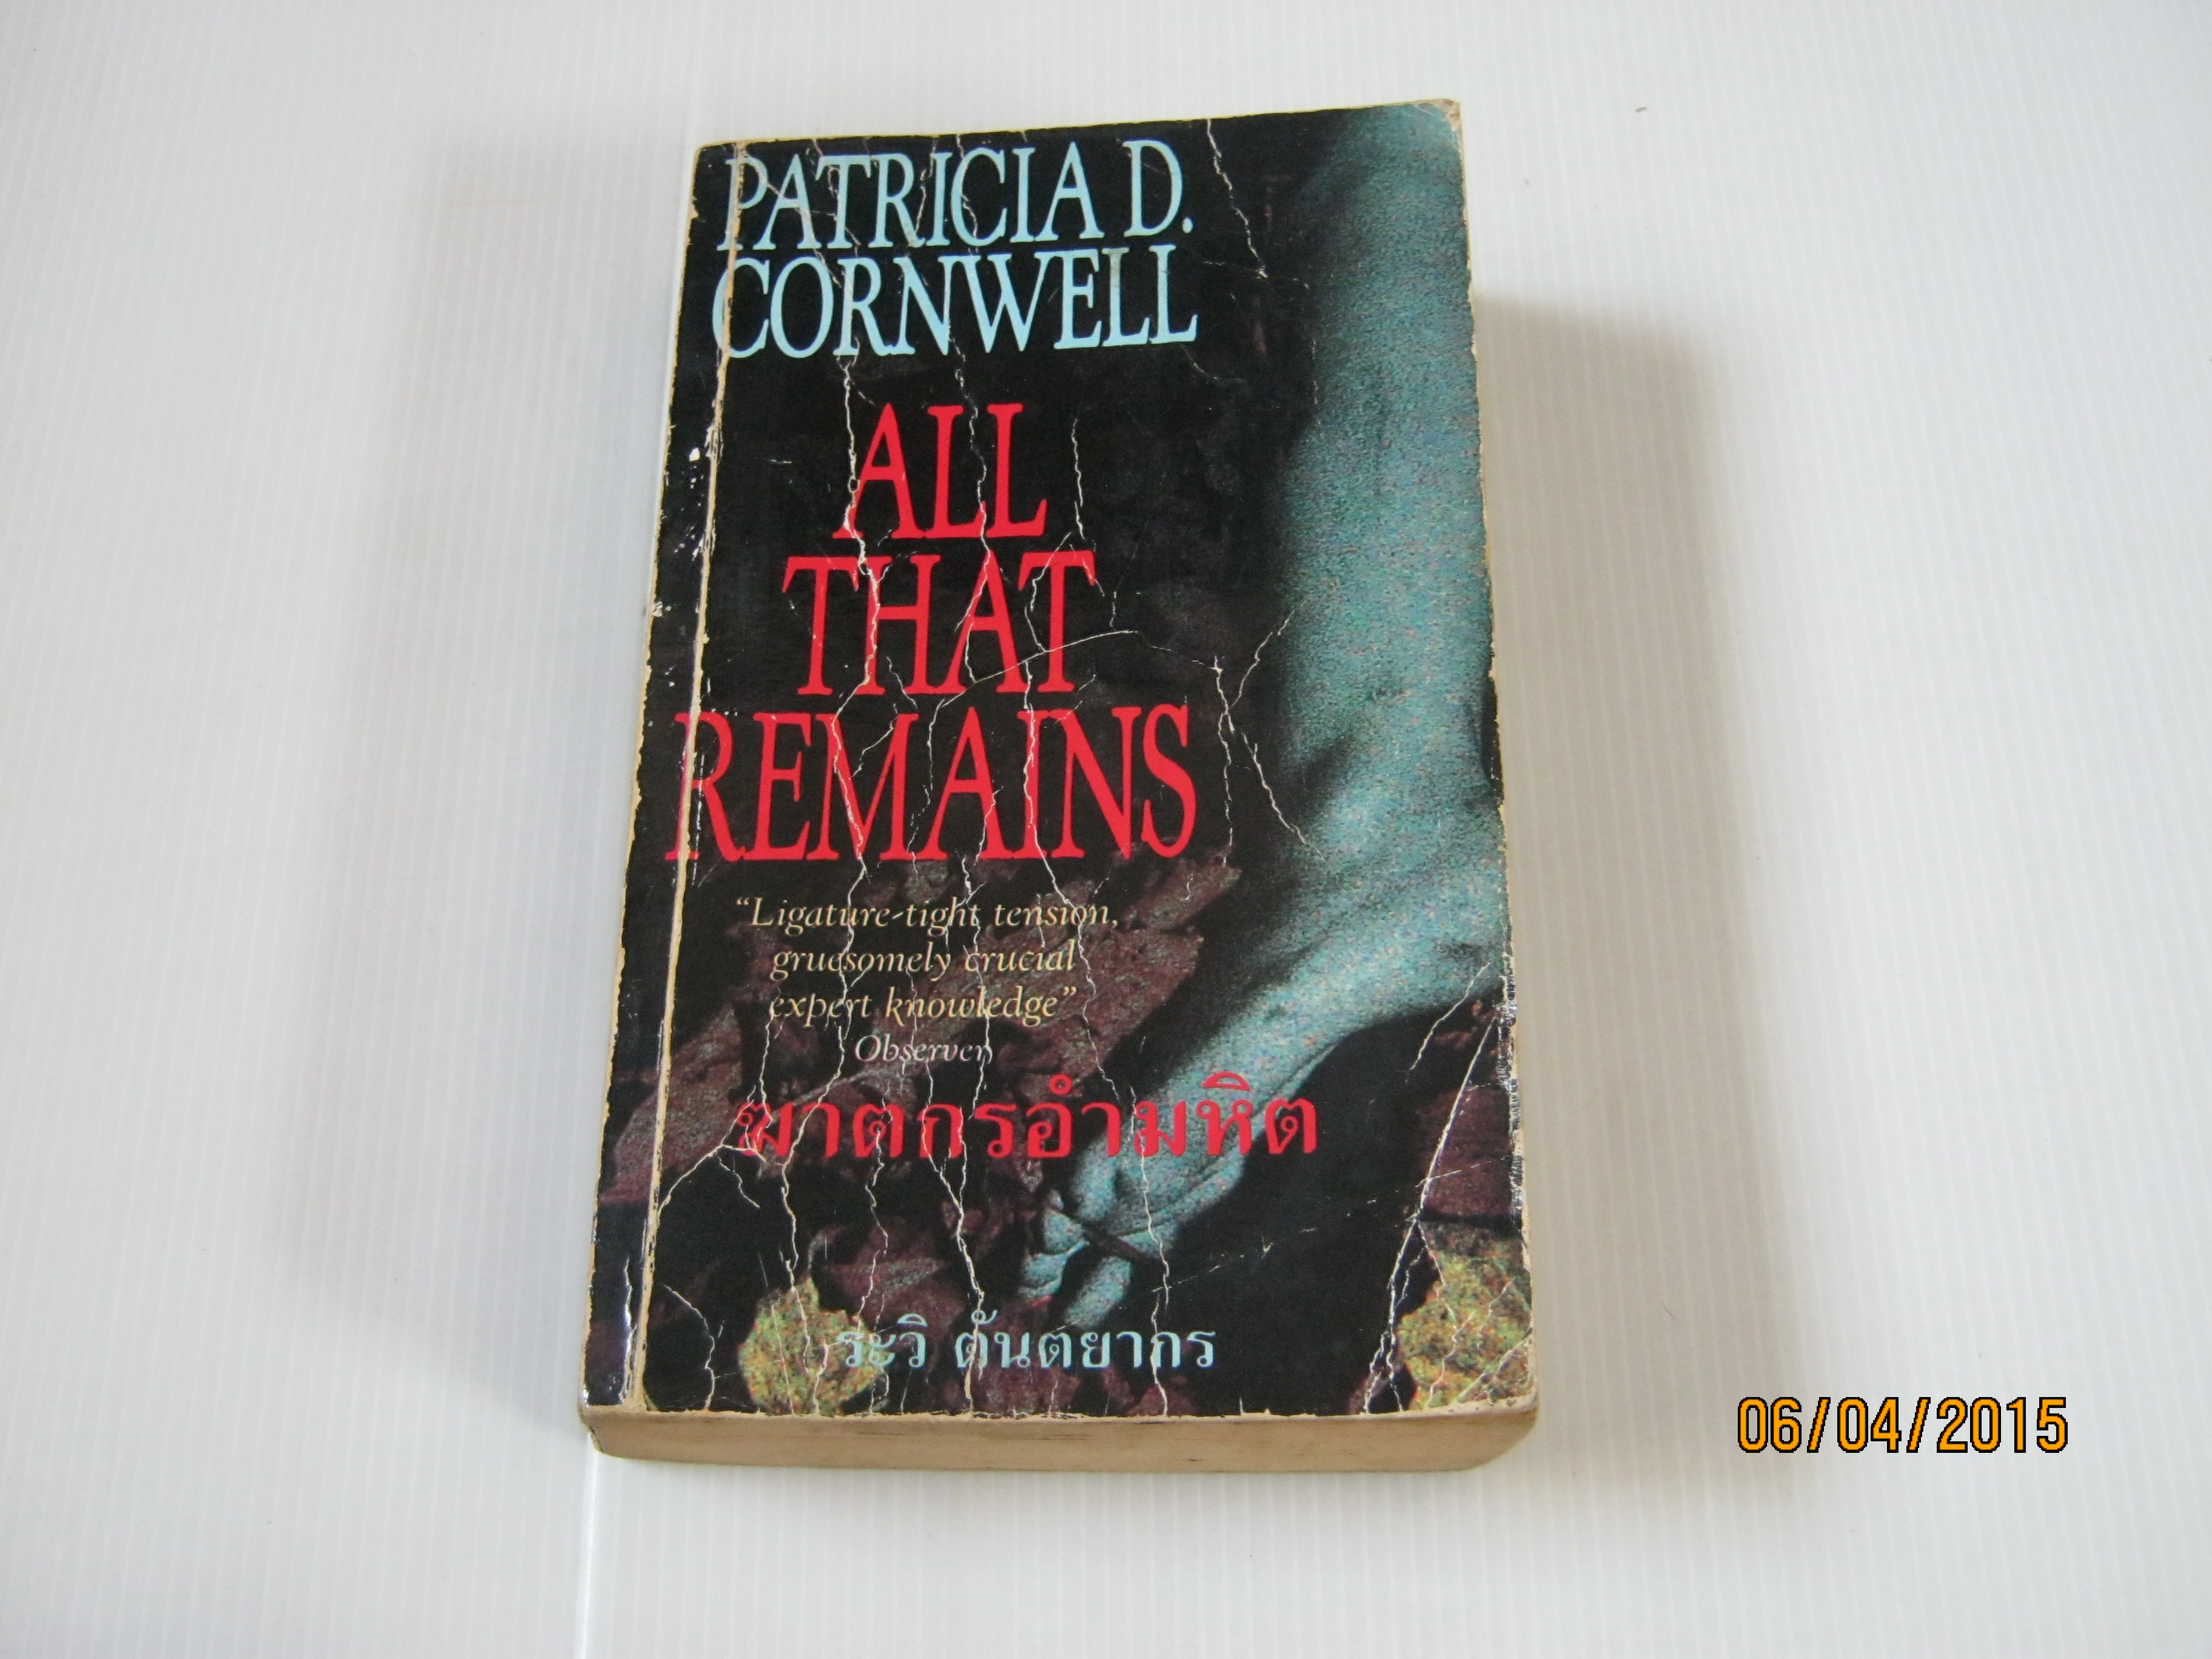 PATRICIA D.
CORNWELL
ALL
THAT
REMAINS
“Ligature-tight tension,
gruesomely crucial
expert knowledge”
Observer
ฆาตกรอำมหิต
ระวิ ตันตยากร
06/04/2015